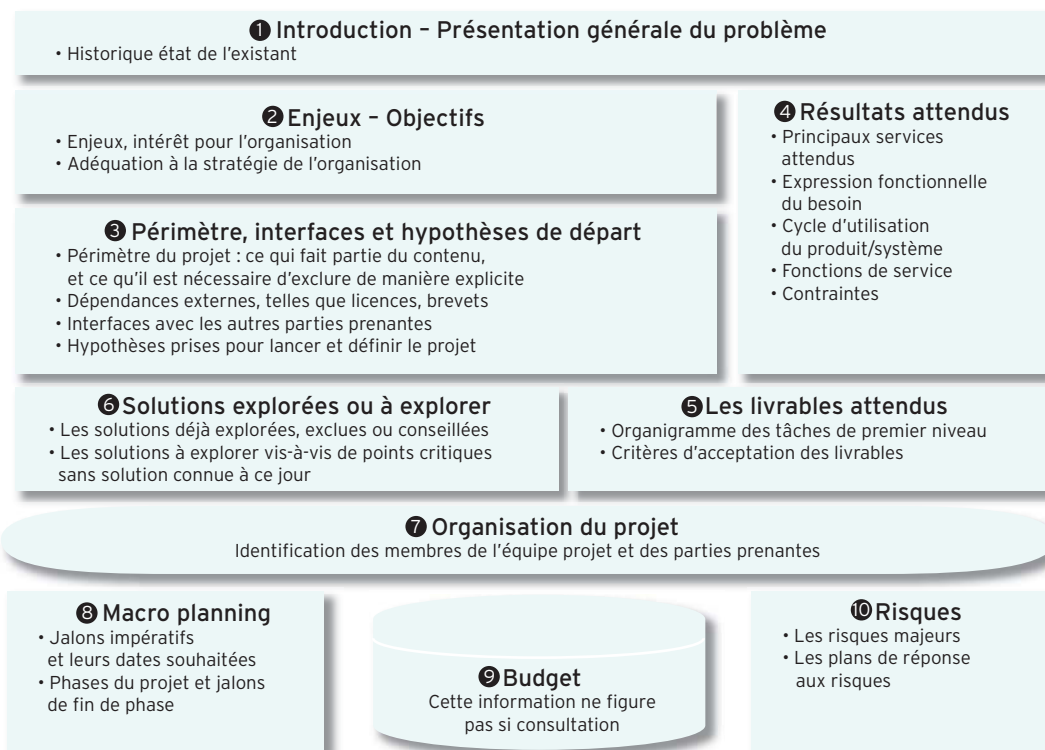 ❶ Introduction – Présentation générale du problème
• Historique état de l'existant
❷ Enjeux – Objectifs
• Enjeux, intérêt pour l'organisation
• Adéquation à la stratégie de l'organisation
❸ Périmètre, interfaces et hypothèses de départ
• Périmètre du projet : ce qui fait partie du contenu,
et ce qu'il est nécessaire d'exclure de manière explicite
• Dépendances externes, telles que licences, brevets
• Interfaces avec les autres parties prenantes
• Hypothèses prises pour lancer et définir le projet
❹ Résultats attendus
• Principaux services
attendus
• Expression fonctionnelle
du besoin
• Cycle d'utilisation
du produit/système
• Fonctions de service
• Contraintes
❻ Solutions explorées ou à explorer
• Les solutions déjà explorées, exclues ou conseillées
• Les solutions à explorer vis-à-vis de points critiques
sans solution connue à ce jour
❺ Les livrables attendus
• Organigramme des tâches de premier niveau
• Critères d'acceptation des livrables
❼ Organisation du projet
Identification des membres de l'équipe projet et des parties prenantes
❽ Macro planning
• Jalons impératifs
et leurs dates souhaitées
• Phases du projet et jalons
de fin de phase
❾ Budget
Cette information ne figure
pas si consultation
❿ Risques
• Les risques majeurs
• Les plans de réponse
aux risques